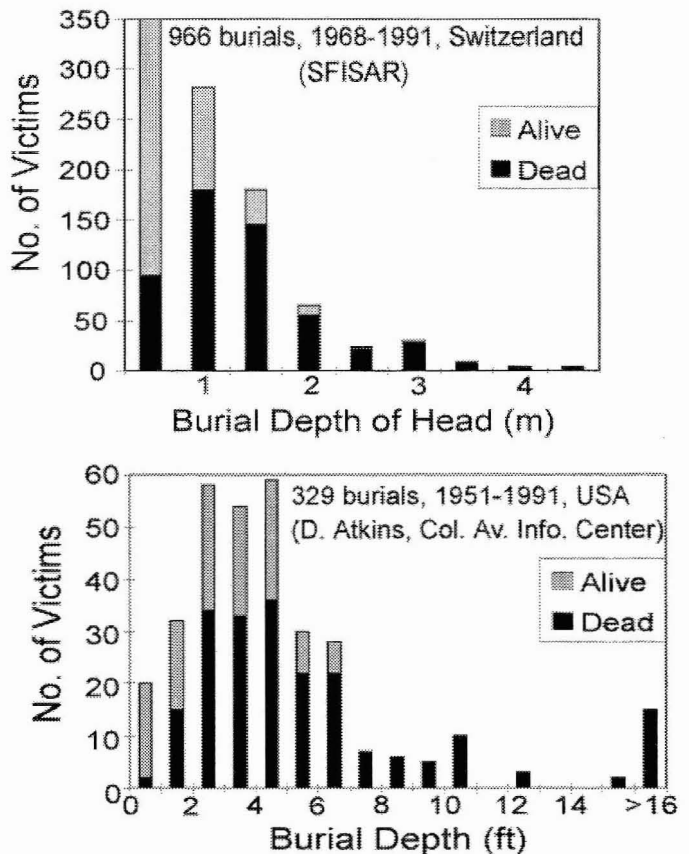 966 burials, 1968-1991, Switzerland
(SFISAR)
Alive
Dead
No. of Victims
350
300
250
200
150
100
50
0
1 2 3 4
Burial Depth of Head (m)
329 burials, 1951-1991, USA
(D. Atkins, Col. Av. Info. Center)
Alive
Dead
No. of Victims
60
50
40
30
20
10
0
0 2 4 6 8 10 12 14 >16
Burial Depth (ft)